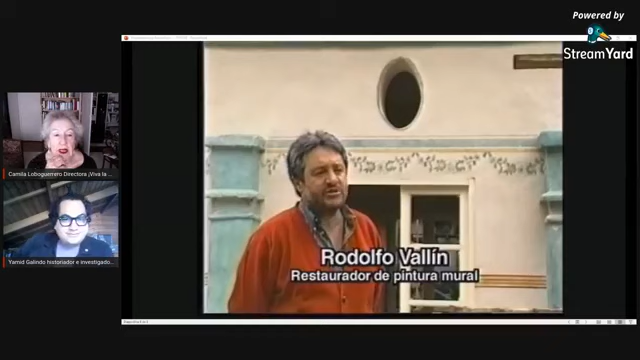 Powered by
StreamYard
Camila Loboguerrero Directora ¡Viva la ...
Yamid Galindo historiador e investigado...
Rodolfo Vallín
Restaurador de pintura mural